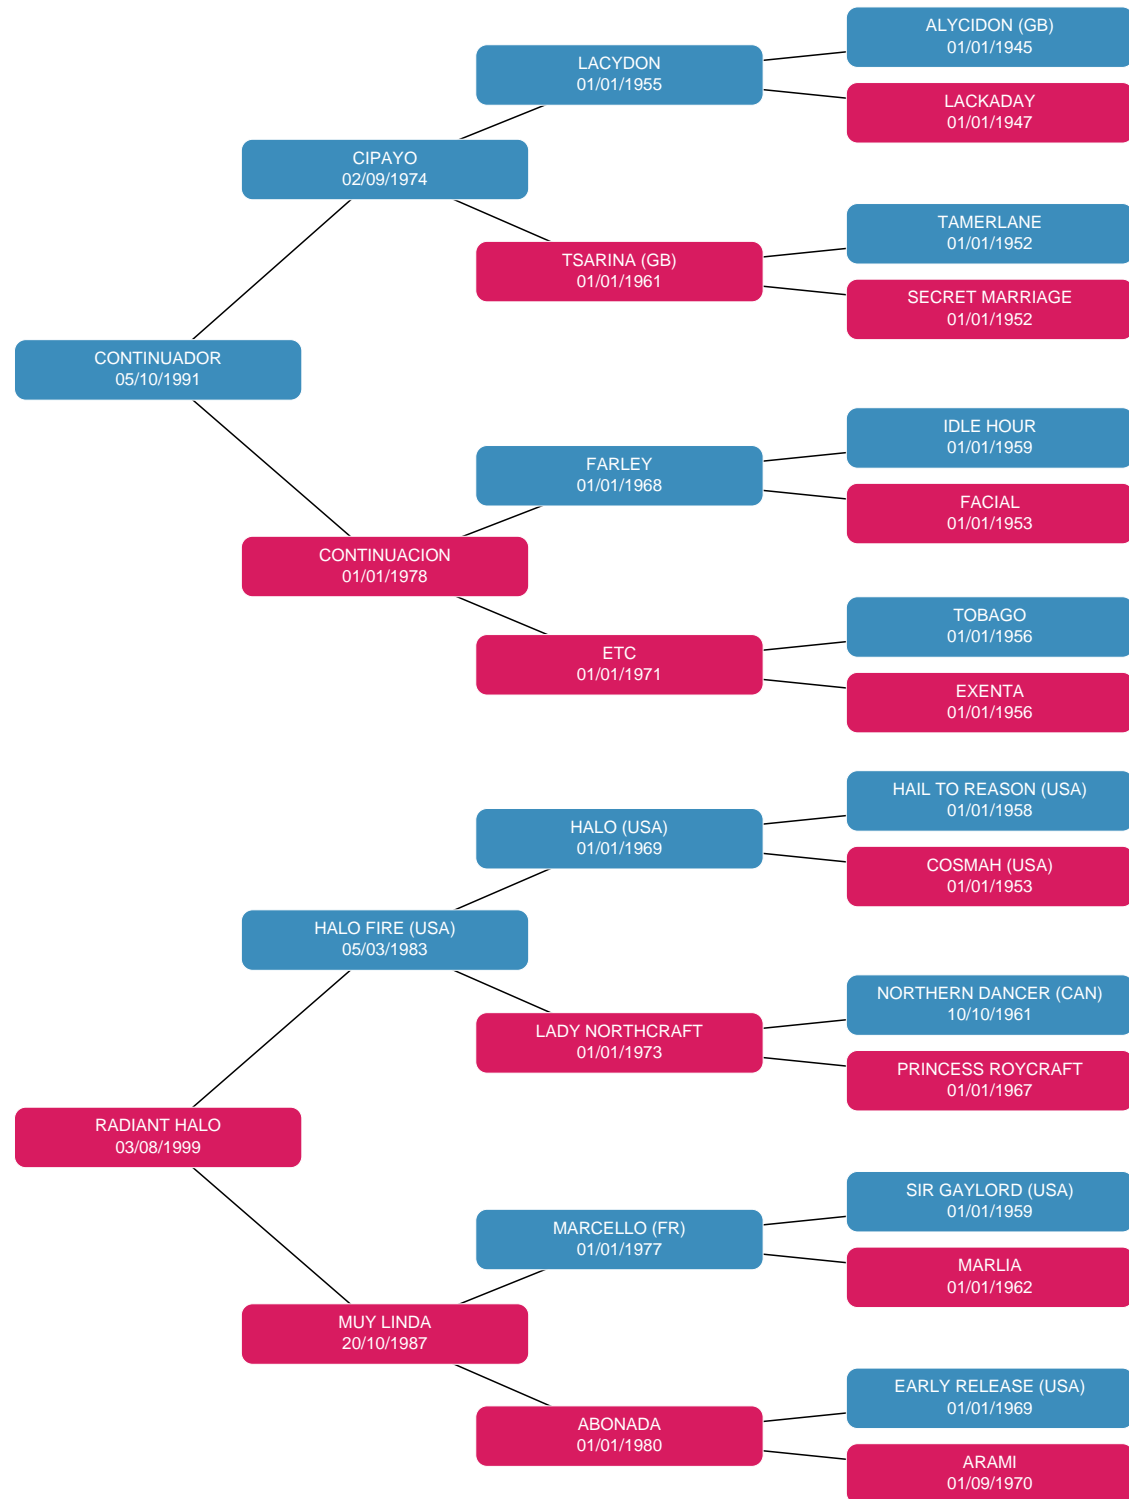 ALYCIDON (GB)
01/01/1945
LACYDON
01/01/1955
LACKADAY
01/01/1947
CIPAYO
02/09/1974
TAMERLANE
01/01/1952
TSARINA (GB)
01/01/1961
SECRET MARRIAGE
01/01/1952
CONTINUADOR
05/10/1991
IDLE HOUR
01/01/1959
FARLEY
01/01/1968
FACIAL
01/01/1953
CONTINUACION
01/01/1978
TOBAGO
01/01/1956
ETC
01/01/1971
EXENTA
01/01/1956
HAIL TO REASON (USA)
01/01/1958
HALO (USA)
01/01/1969
COSMAH (USA)
01/01/1953
HALO FIRE (USA)
05/03/1983
NORTHERN DANCER (CAN)
10/10/1961
LADY NORTHCRAFT
01/01/1973
PRINCESS ROYCRAFT
01/01/1967
RADIANT HALO
03/08/1999
SIR GAYLORD (USA)
01/01/1959
MARCELLO (FR)
01/01/1977
MARLIA
01/01/1962
MUY LINDA
20/10/1987
EARLY RELEASE (USA)
01/01/1969
ABONADA
01/01/1980
ARAMI
01/09/1970